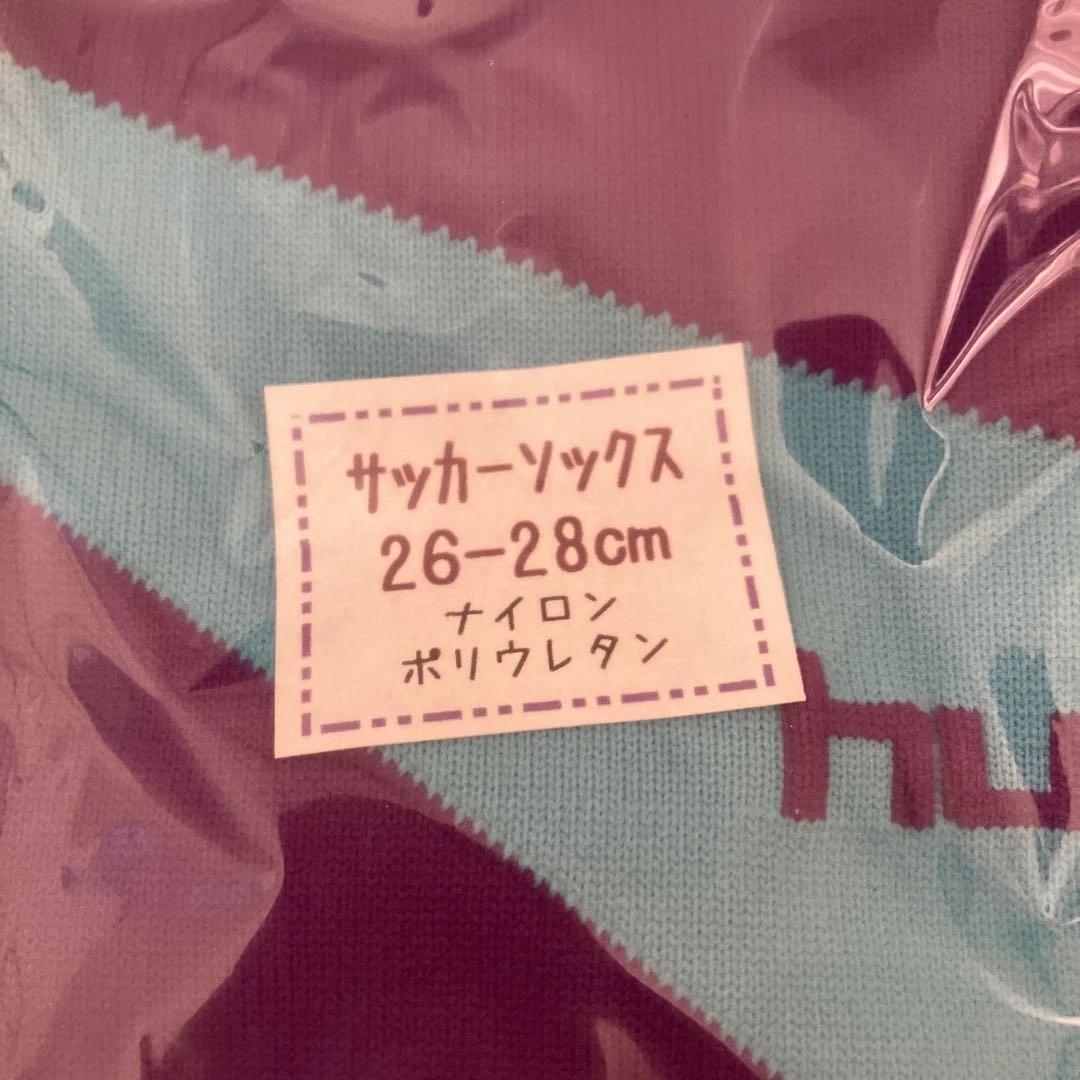 サッカーソックス
26-28cm
ナイロン
ポリウレタン
hu